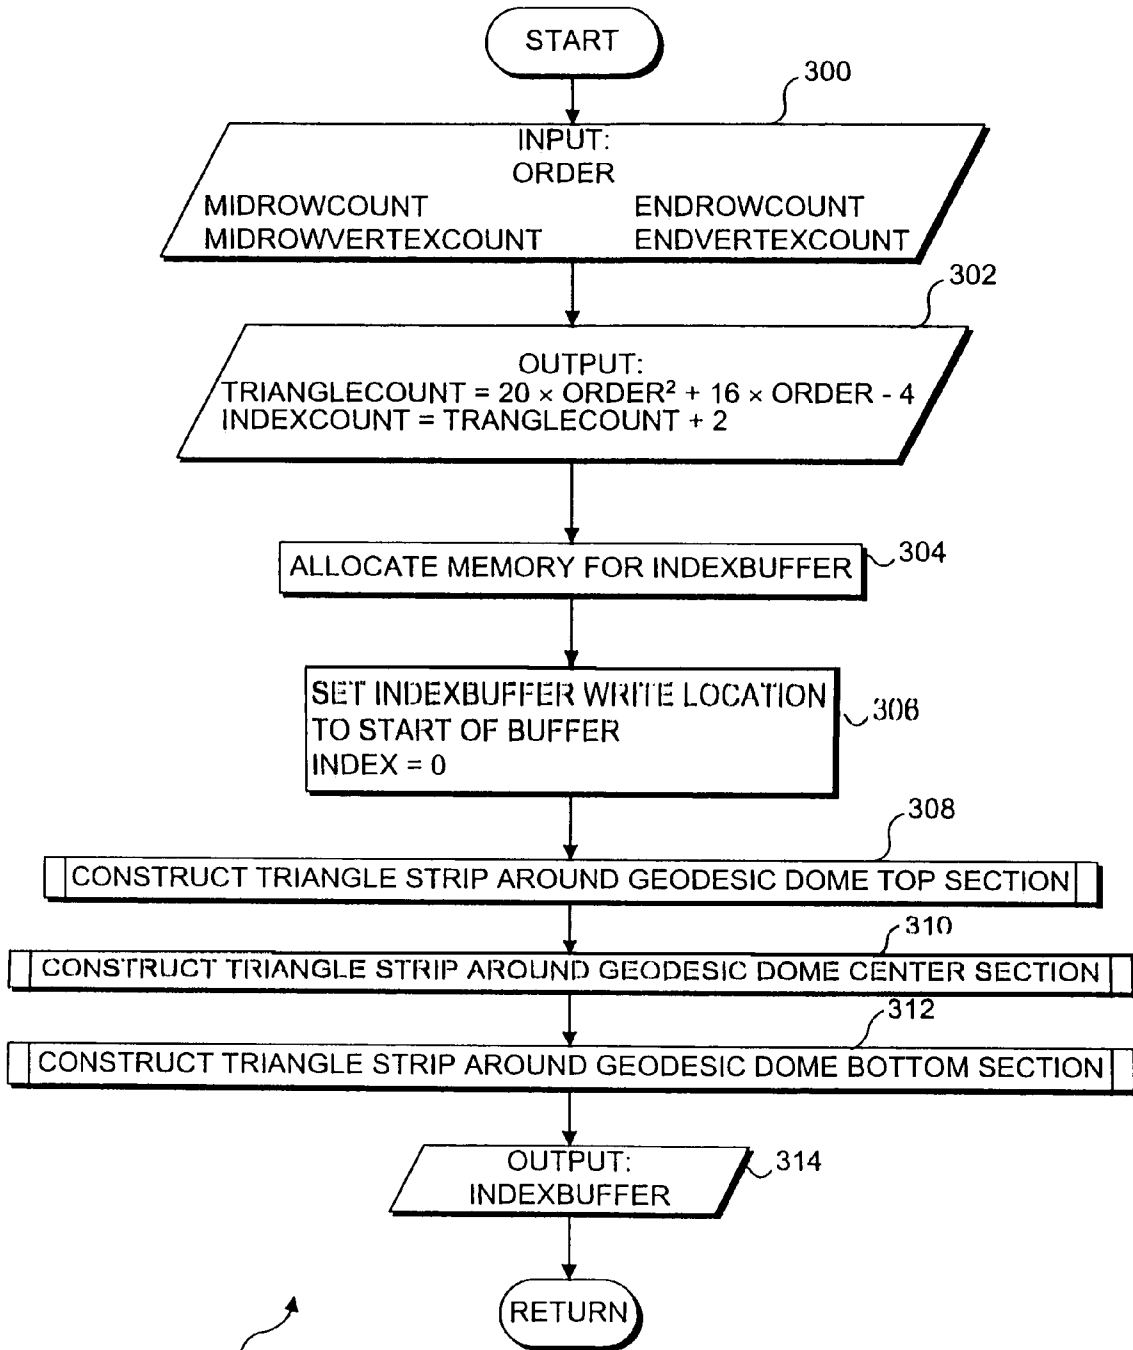 START
300
INPUT:
ORDER
MIDROWCOUNT ENDROWCOUNT
MIDROWVERTEXCOUNT ENDVERTEXCOUNT
302
OUTPUT:
TRIANGLECOUNT = 20 × ORDER² + 16 × ORDER - 4
INDEXCOUNT = TRANGLECOUNT + 2
ALLOCATE MEMORY FOR INDEXBUFFER
304
SET INDEXBUFFER WRITE LOCATION
TO START OF BUFFER
INDEX = 0
306
308
CONSTRUCT TRIANGLE STRIP AROUND GEODESIC DOME TOP SECTION
310
CONSTRUCT TRIANGLE STRIP AROUND GEODESIC DOME CENTER SECTION
312
CONSTRUCT TRIANGLE STRIP AROUND GEODESIC DOME BOTTOM SECTION
OUTPUT:
INDEXBUFFER
314
RETURN